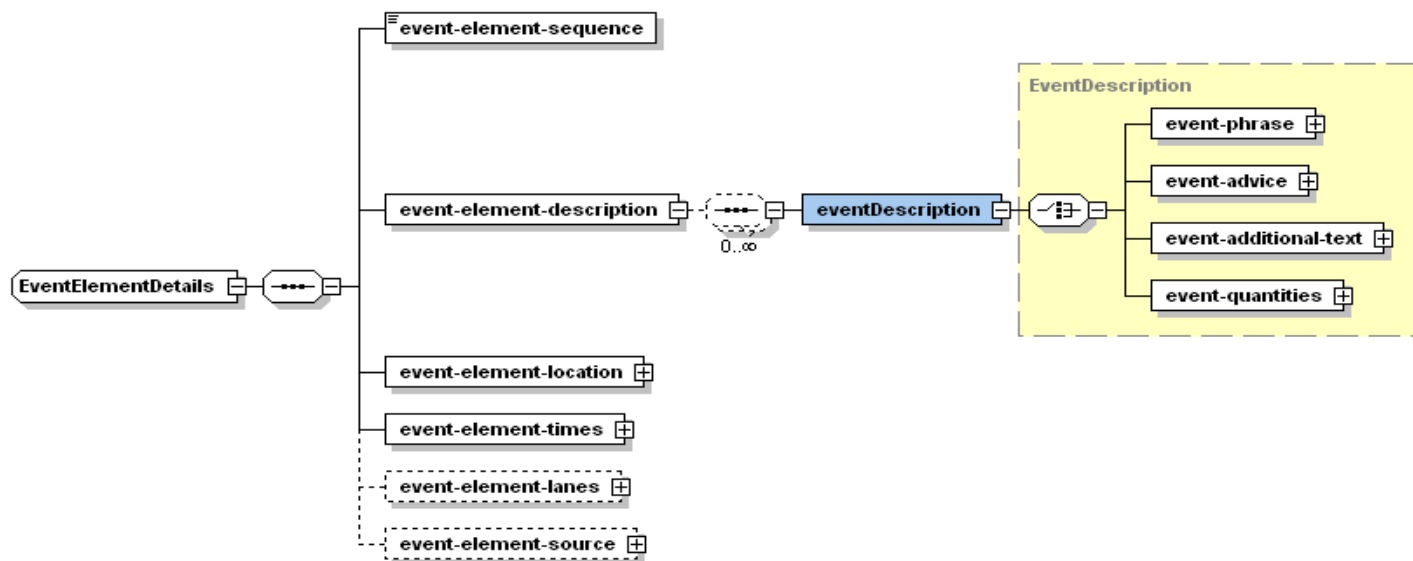 event-element-sequence
EventDescription
event-phrase
event-advice
event-element-description
0..∞
eventDescription
event-additional-text
EventElementDetails
event-quantities
event-element-location
event-element-times
event-element-lanes
event-element-source